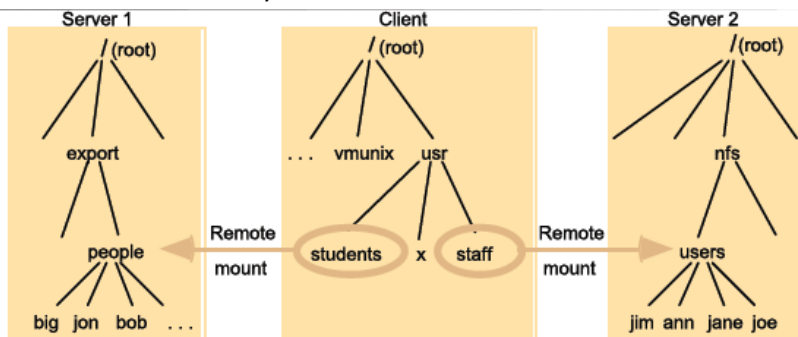 Server 1 Client Server 2
/ (root) / (root) / (root)
export ... vmunix usr nfs
Remote Remote
people students x staff users
mount mount
big jon bob ... jim ann jane joe